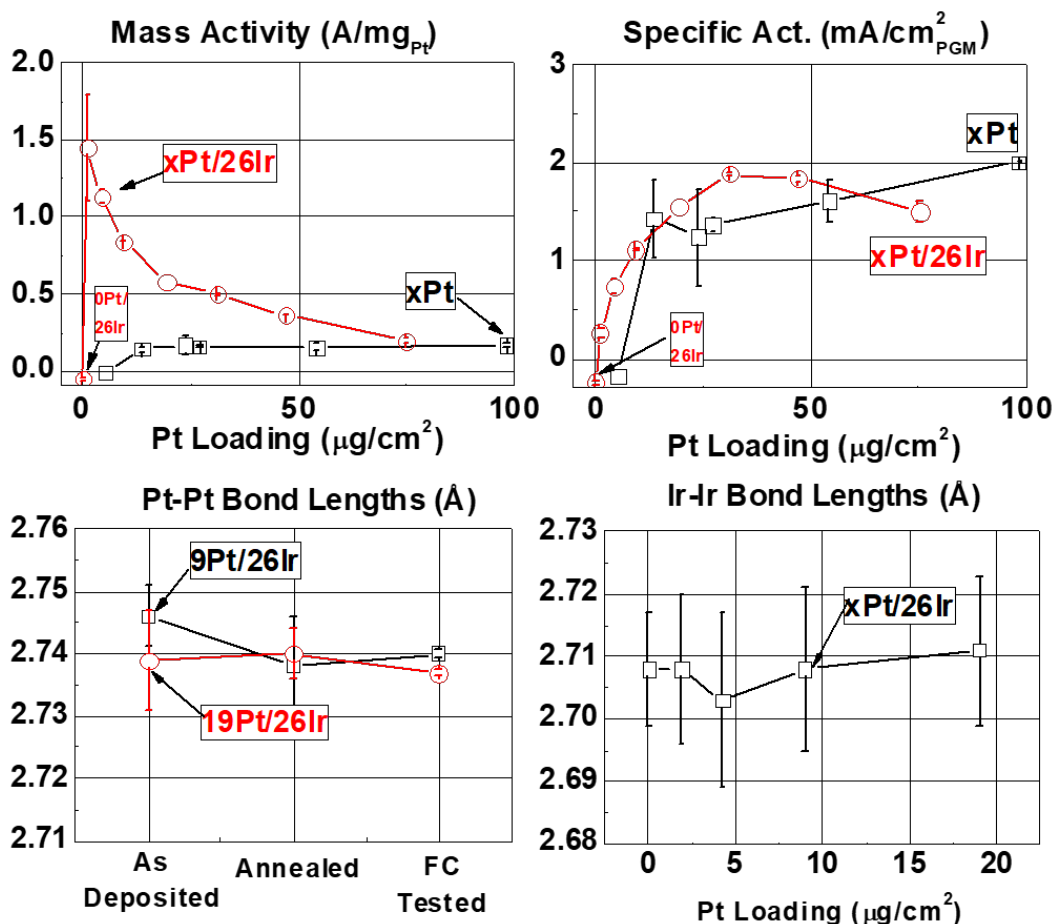 Mass Activity (A/mgPt)
2.0
1.5
1.0
0.5
0.0
xPt/26Ir
0Pt/
26Ir
xPt
0
50
100
Pt Loading (μg/cm²)
Specific Act. (mA/cm²PGM)
3
2
1
0
xPt
xPt/26Ir
0Pt/
26Ir
0
50
100
Pt Loading (μg/cm²)
Pt-Pt Bond Lengths (Å)
2.76
2.75
2.74
2.73
2.72
2.71
9Pt/26Ir
19Pt/26Ir
As
Deposited
Annealed
FC
Tested
Ir-Ir Bond Lengths (Å)
2.73
2.72
2.71
2.70
2.69
2.68
xPt/26Ir
0
5
10
15
20
Pt Loading (μg/cm²)